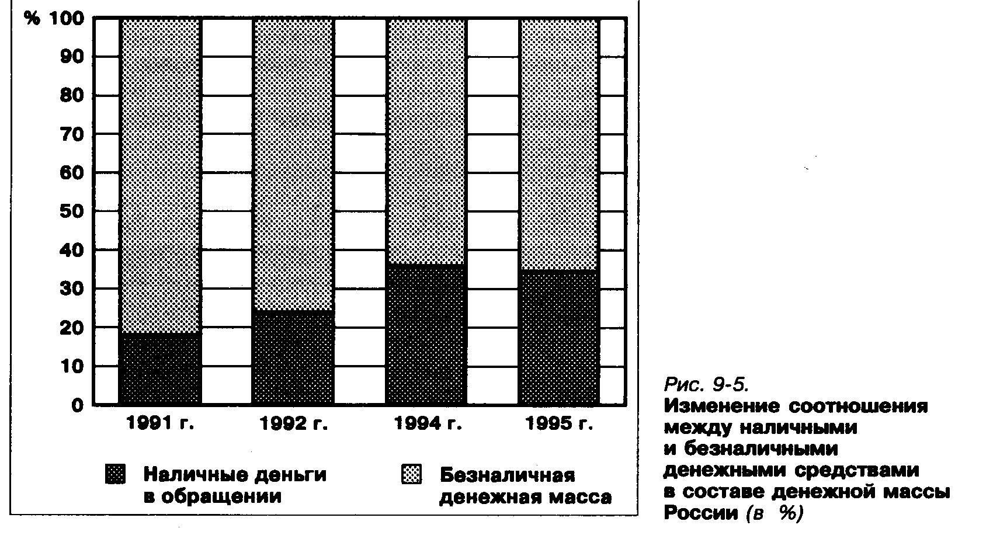 % 100
90
80
70
60
50
40
30
20
10
0
1991 г. 1992 г. 1994 г. 1995 г.
Наличные деньги
в обращении
Безналичная
денежная масса
Рис. 9-5.
Изменение соотношения
между наличными
и безналичными
денежными средствами
в составе денежной массы
России (в %)